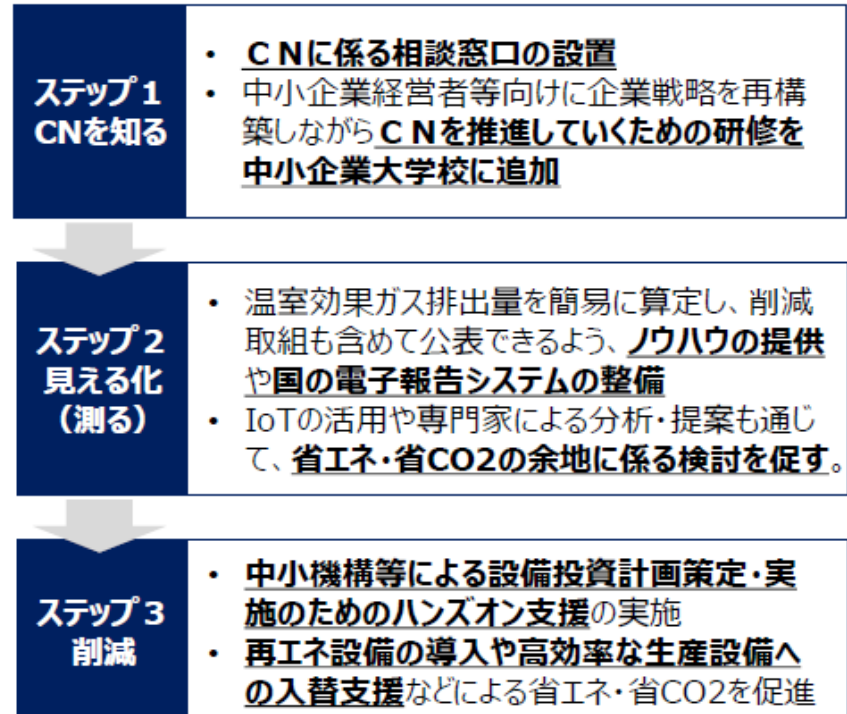 ステップ1
CNを知る
・ CNに係る相談窓口の設置
・ 中小企業経営者等向けに企業戦略を再構
築しながらCNを推進していくための研修を
中小企業大学校に追加
ステップ2
見える化
（測る）
・ 温室効果ガス排出量を簡易に算定し、削減
取組も含めて公表できるよう、ノウハウの提供
や国の電子報告システムの整備
・ IoTの活用や専門家による分析・提案も通じ
て、省エネ・省CO2の余地に係る検討を促す。
ステップ3
削減
・ 中小機構等による設備投資計画策定・実
施のためのハンズオン支援の実施
・ 再エネ設備の導入や高効率な生産設備へ
の入替支援などによる省エネ・省CO2を促進